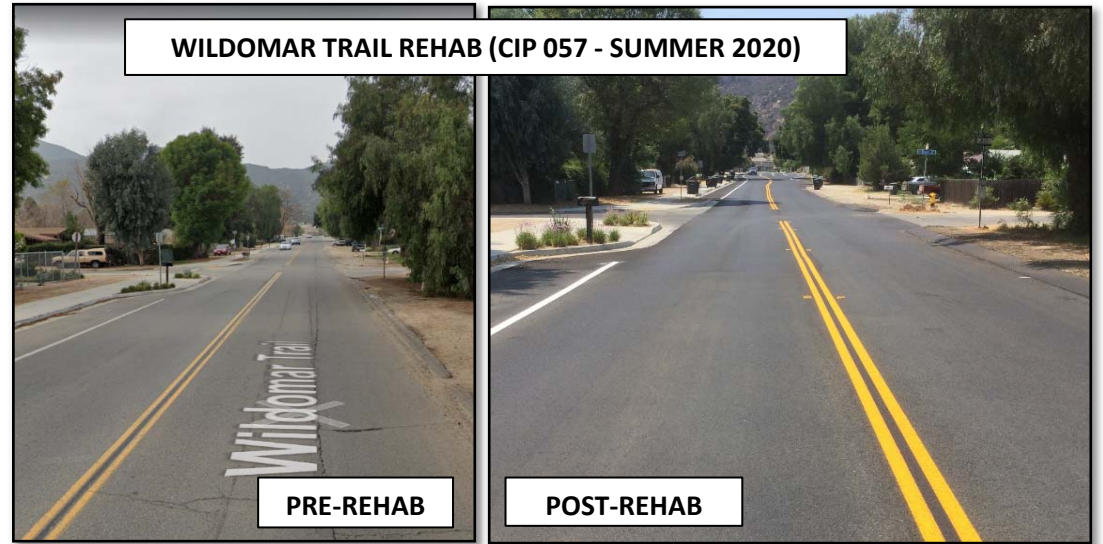 WILDOMAR TRAIL REHAB (CIP 057 - SUMMER 2020)
Wildomar Trail
PRE-REHAB
POST-REHAB